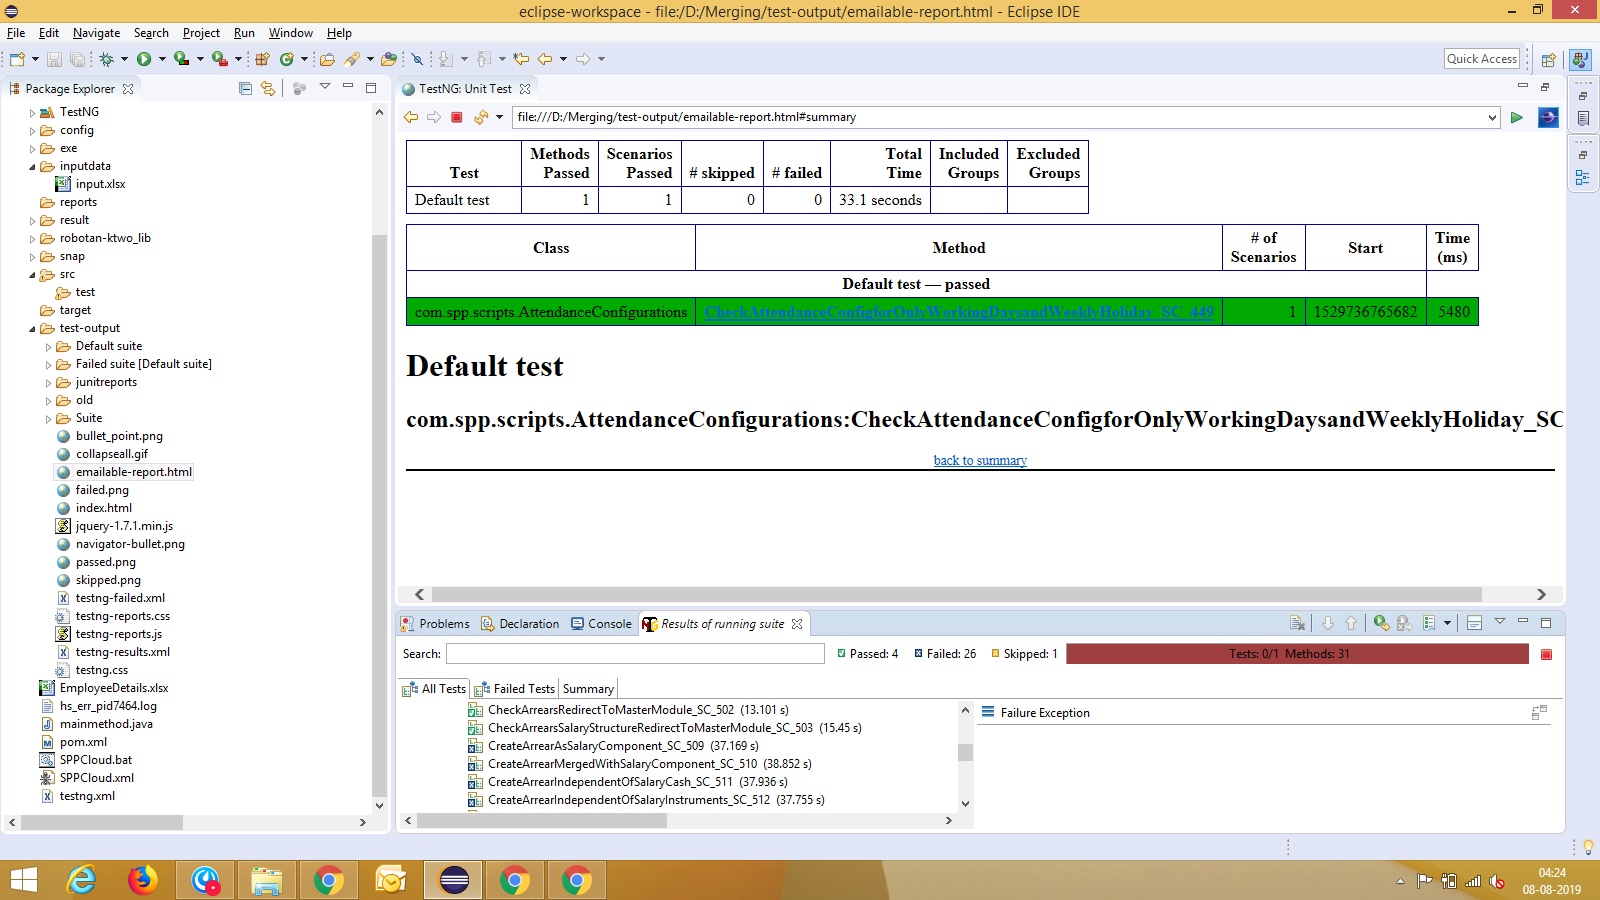 eclipse-workspace - file:/D:/Merging/test-output/emailable-report.html - Eclipse IDE
File Edit Navigate Search Project Run Window Help
Quick Access
Package Explorer
TestNG
config
exe
inputdata
input.xlsx
reports
result
robotan-ktwo_lib
snap
src
test
target
test-output
Default suite
Failed suite [Default suite]
junitreports
old
Suite
bullet_point.png
collapseall.gif
emailable-report.html
failed.png
index.html
jquery-1.7.1.min.js
navigator-bullet.png
passed.png
skipped.png
testng-failed.xml
testng-reports.css
testng-reports.js
testng-results.xml
testng.css
EmployeeDetails.xlsx
hs_err_pid7464.log
mainmethod.java
pom.xml
SPPCloud.bat
SPPCloud.xml
testng.xml
TestNG: Unit Test
file:///D:/Merging/test-output/emailable-report.html#summary
Test Methods Passed Scenarios Passed # skipped # failed Total Time Included Groups Excluded Groups
Default test 1 1 0 0 33.1 seconds
Class Method # of Scenarios Start Time (ms)
Default test — passed
com.spp.scripts.AttendanceConfigurations CheckAttendanceConfigforOnlyWorkingDaysandWeeklyHoliday_SC_449 1 1529736765682 5480
Default test
com.spp.scripts.AttendanceConfigurations:CheckAttendanceConfigforOnlyWorkingDaysandWeeklyHoliday_SC
back to summary
Problems Declaration Console Results of running suite
Search: Passed: 4 Failed: 26 Skipped: 1 Tests: 0/1 Methods: 31
All Tests Failed Tests Summary
CheckArrearsRedirectToMasterModule_SC_502 (13.101 s)
CheckArrearsSalaryStructureRedirectToMasterModule_SC_503 (15.45 s)
CreateArrearAsSalaryComponent_SC_509 (37.169 s)
CreateArrearMergedWithSalaryComponent_SC_510 (38.852 s)
CreateArrearIndependentOfSalaryCash_SC_511 (37.936 s)
CreateArrearIndependentOfSalaryInstruments_SC_512 (37.755 s)
Failure Exception
04:24
08-08-2019